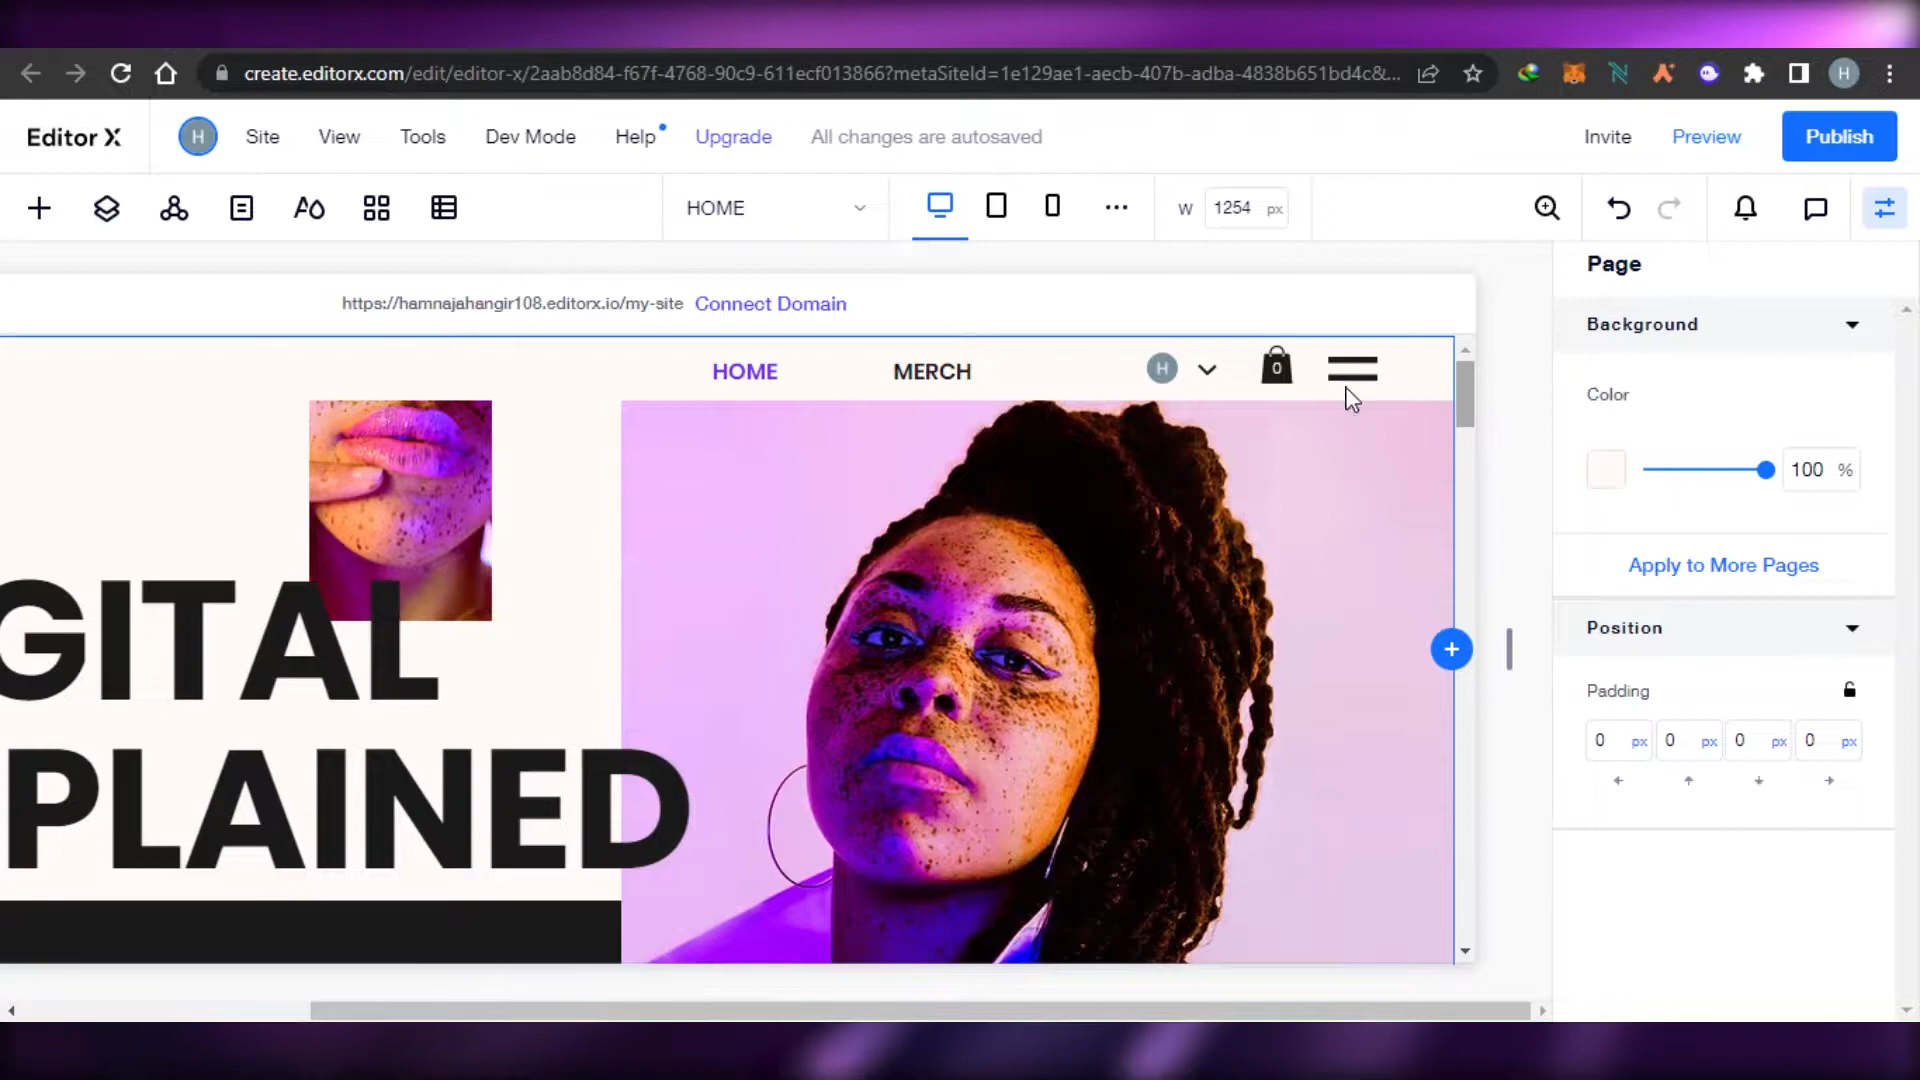 create.editorx.com/edit/editor-x/2aab8d84-f67f-4768-90c9-611ecf013866?metaSiteId=1e129ae1-aecb-407b-adba-4838b651bd4c&...
H
Editor X
H
Site
View
Tools
Dev Mode
Help
Upgrade
All changes are autosaved
Invite
Preview
Publish
HOME
W
1254 px
Page
https://hamnajahangir108.editorx.io/my-site Connect Domain
Background
HOME
MERCH
H
0
Color
100 %
Apply to More Pages
GITAL
PLAINED
Position
Padding
0 px
0 px
0 px
0 px